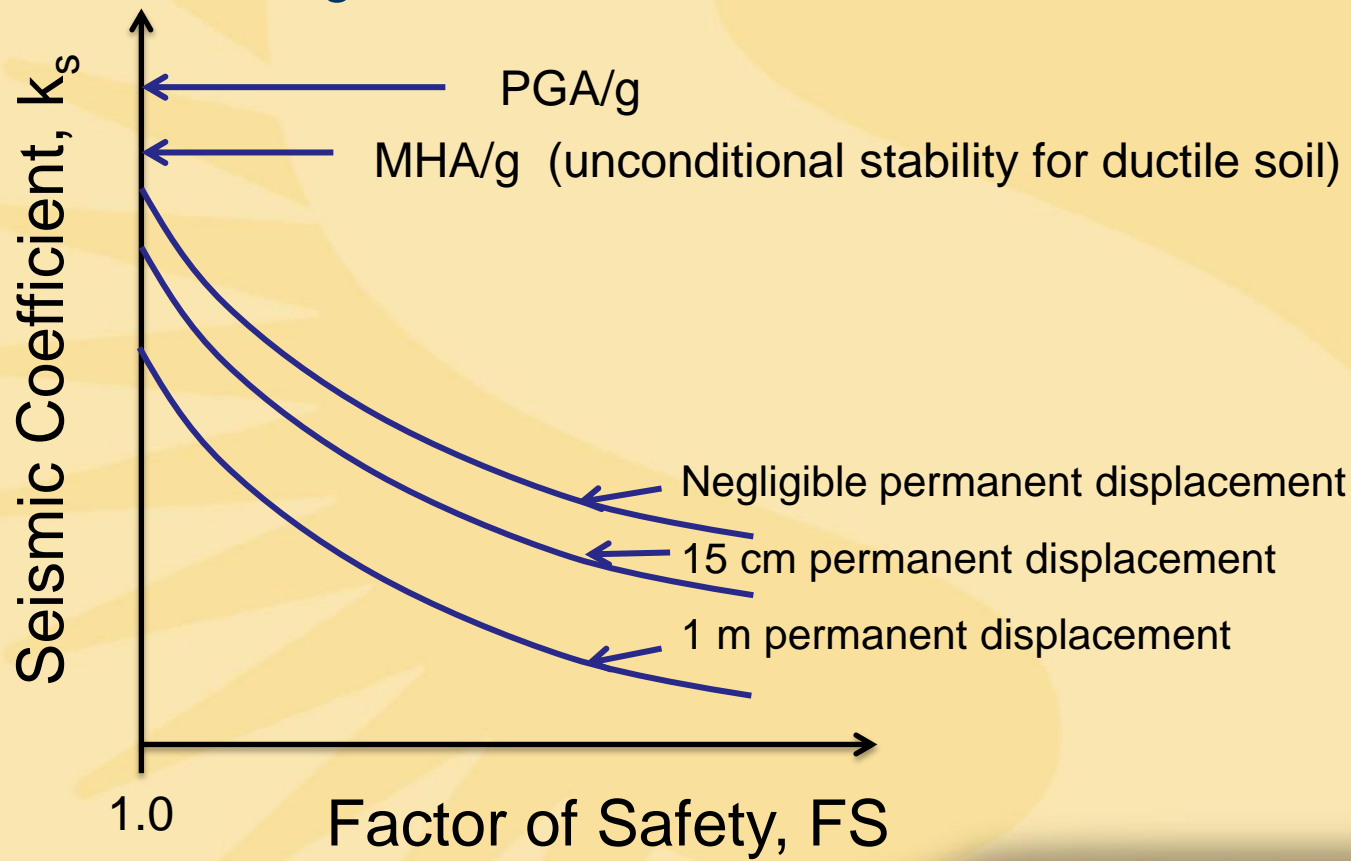 Seismic Coefficient, kₛ
PGA/g
MHA/g (unconditional stability for ductile soil)
Negligible permanent displacement
15 cm permanent displacement
1 m permanent displacement
1.0
Factor of Safety, FS